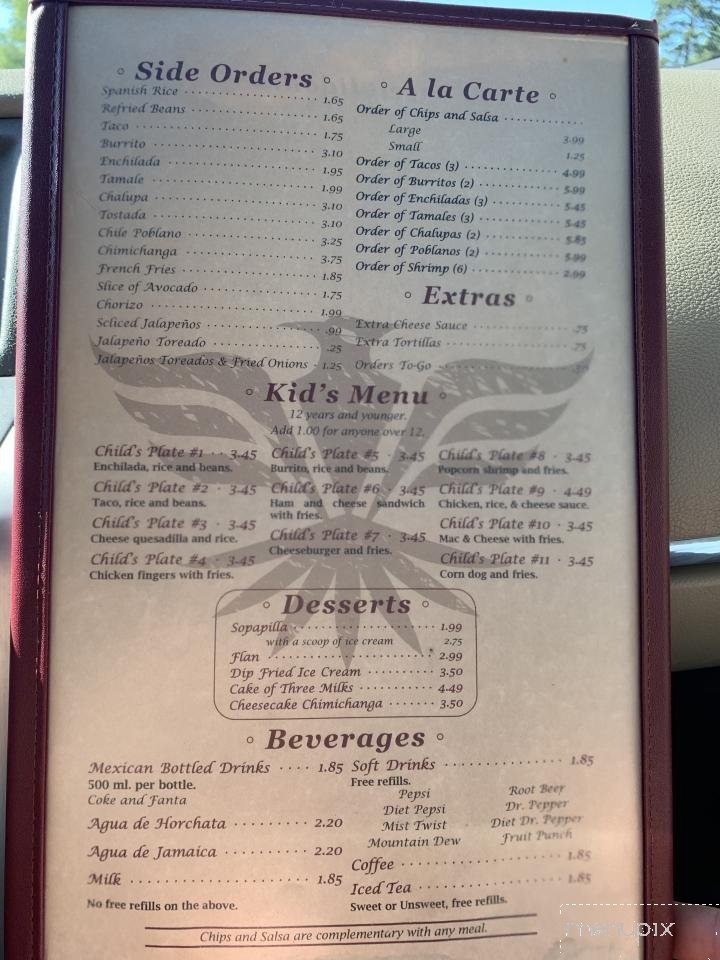 Side Orders
Spanish Rice 1.65
Refried Beans 1.65
Taco 1.75
Burrito 3.10
Enchilada 1.95
Tamale 1.99
Chalupa 3.10
Tostada 3.10
Chile Poblano 3.25
Chimichanga 3.75
French Fries 1.85
Slice of Avocado 1.75
Chorizo 1.99
Scliced Jalapeños .99
Jalapeño Toreado .25
Jalapeños Toreados & Fried Onions 1.25
A la Carte
Order of Chips and Salsa
Large 3.99
Small 1.25
Order of Tacos (3) 4.99
Order of Burritos (2) 5.99
Order of Enchiladas (3) 5.45
Order of Tamales (3) 5.45
Order of Chalupas (2) 5.85
Order of Poblanos (2) 5.99
Order of Shrimp (6) 2.99
Extras
Extra Cheese Sauce .75
Extra Tortillas .75
Orders To-Go
Kid's Menu
12 years and younger.
Add 1.00 for anyone over 12.
Child's Plate #1 3.45
Enchilada, rice and beans.
Child's Plate #2 3.45
Taco, rice and beans.
Child's Plate #3 3.45
Cheese quesadilla and rice.
Child's Plate #4 3.45
Chicken fingers with fries.
Child's Plate #5 3.45
Burrito, rice and beans.
Child's Plate #6 3.45
Ham and cheese sandwich
with fries.
Child's Plate #7 3.45
Cheeseburger and fries.
Child's Plate #8 3.45
Popcorn shrimp and fries.
Child's Plate #9 4.49
Chicken, rice, & cheese sauce.
Child's Plate #10 3.45
Mac & Cheese with fries.
Child's Plate #11 3.45
Corn dog and fries.
Desserts
Sopapilla 1.99
with a scoop of ice cream 2.75
Flan 2.99
Dip Fried Ice Cream 3.50
Cake of Three Milks 4.49
Cheesecake Chimichanga 3.50
Beverages
Mexican Bottled Drinks 1.85
500 ml. per bottle.
Coke and Fanta
Agua de Horchata 2.20
Agua de Jamaica 2.20
Milk 1.85
No free refills on the above.
Soft Drinks 1.85
Free refills.
Pepsi Root Beer
Diet Pepsi Dr. Pepper
Mist Twist Diet Dr. Pepper
Mountain Dew Fruit Punch
Coffee 1.85
Iced Tea 1.85
Sweet or Unsweet, free refills.
Chips and Salsa are complementary with any meal.
menupix